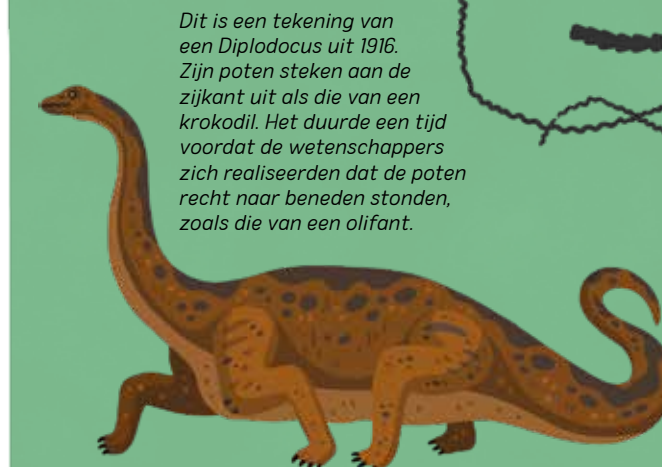 Dit is een tekening van
een Diplodocus uit 1916.
Zijn poten steken aan de
zijkant uit als die van een
krokodil. Het duurde een tijd
voordat de wetenschappers
zich realiseerden dat de poten
recht naar beneden stonden,
zoals die van een olifant.